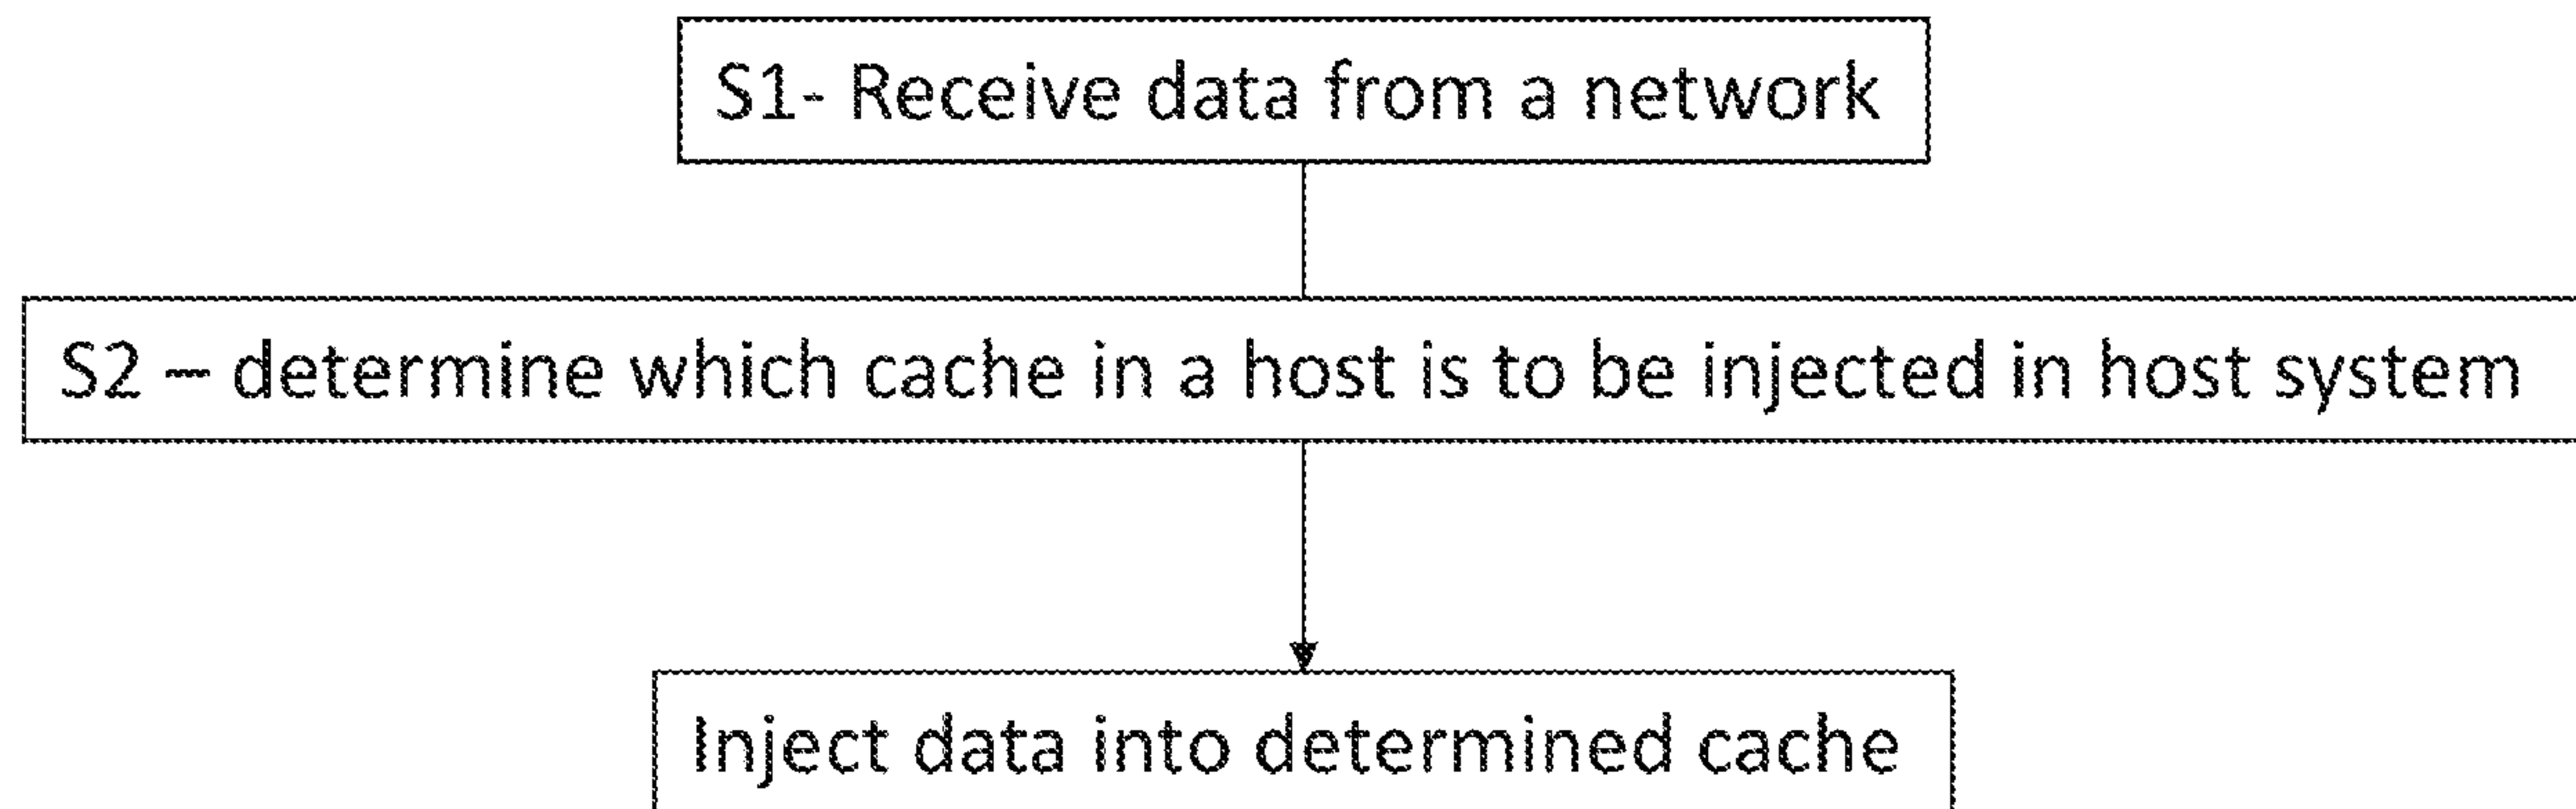 S1- Receive data from a network
S2 – determine which cache in a host is to be injected in host system
Inject data into determined cache